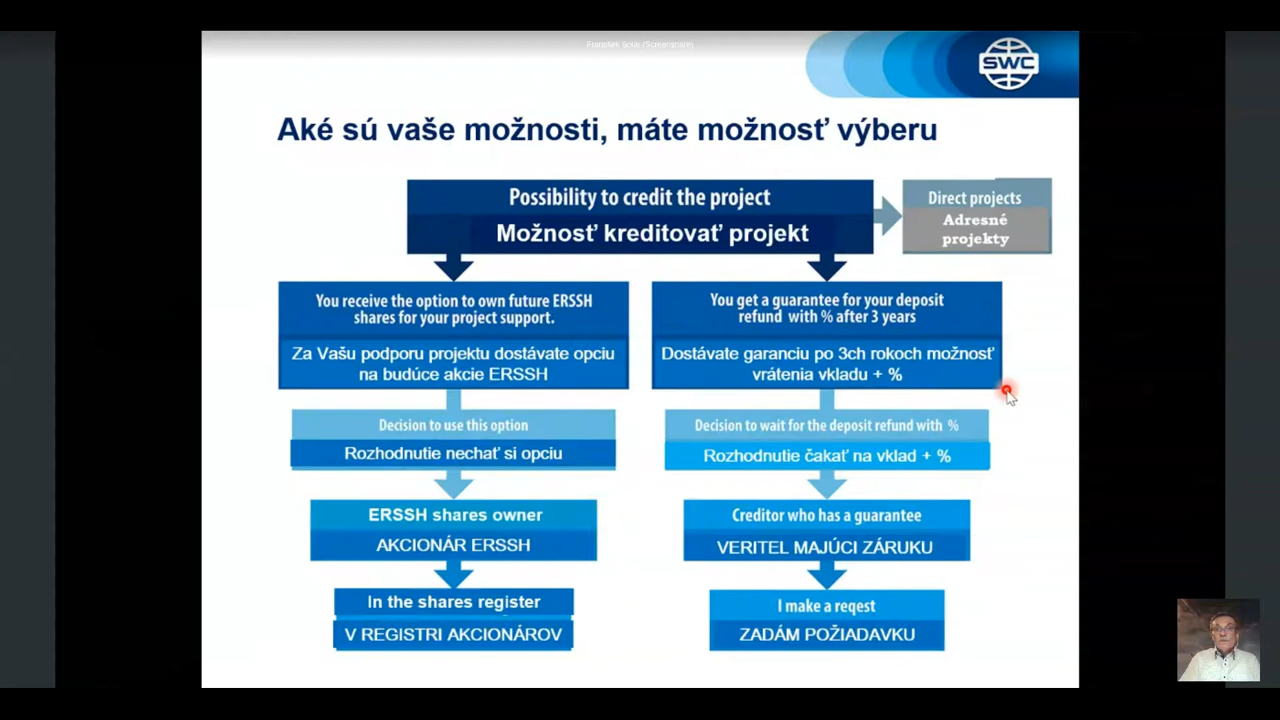 SWC
Aké sú vaše možnosti, máte možnosť výberu
Possibility to credit the project
Možnosť kreditovať projekt
Direct projects
Adresné
projekty
You receive the option to own future ERSSH
shares for your project support.
Za Vašu podporu projektu dostávate opciu
na budúce akcie ERSSH
You get a guarantee for your deposit
refund with % after 3 years
Dostávate garanciu po 3ch rokoch možnosť
vrátenia vkladu + %
Decision to use this option
Rozhodnutie nechať si opciu
Decision to wait for the deposit refund with %
Rozhodnutie čakať na vklad + %
ERSSH shares owner
AKCIONÁR ERSSH
Creditor who has a guarantee
VERITEL MAJÚCI ZÁRUKU
In the shares register
V REGISTRI AKCIONÁROV
I make a reqest
ZADÁM POŽIADAVKU